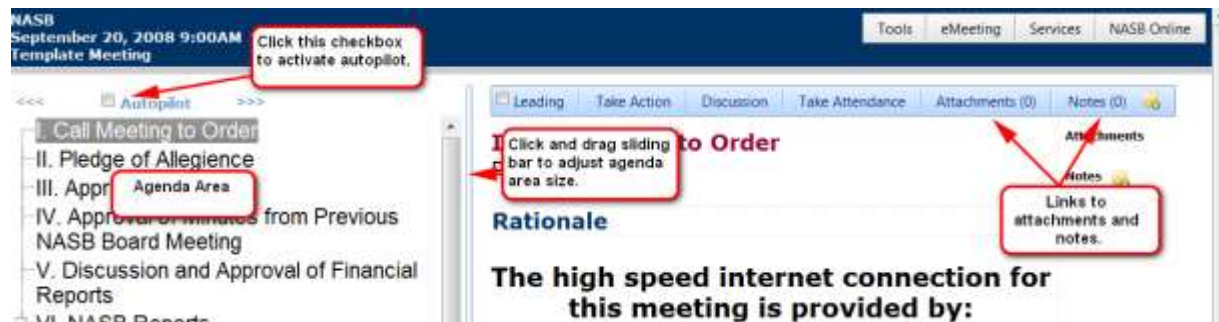 NASB
September 20, 2008 9:00AM
Template Meeting
Click this checkbox
to activate autopilot.
Tools eMeeting Services NASB Online
<<< Autopilot >>>
Leading Take Action Discussion Take Attendance Attachments (0) Notes (0)
I. Call Meeting to Order
II. Pledge of Allegience
III. Appr
Agenda Area
IV. Approval of Minutes from Previous
NASB Board Meeting
V. Discussion and Approval of Financial
Reports
VI. NASB Reports
Click and drag sliding
bar to adjust agenda
area size.
to Order
Attachments
Notes
Links to
attachments and
notes.
Rationale
The high speed internet connection for
this meeting is provided by: